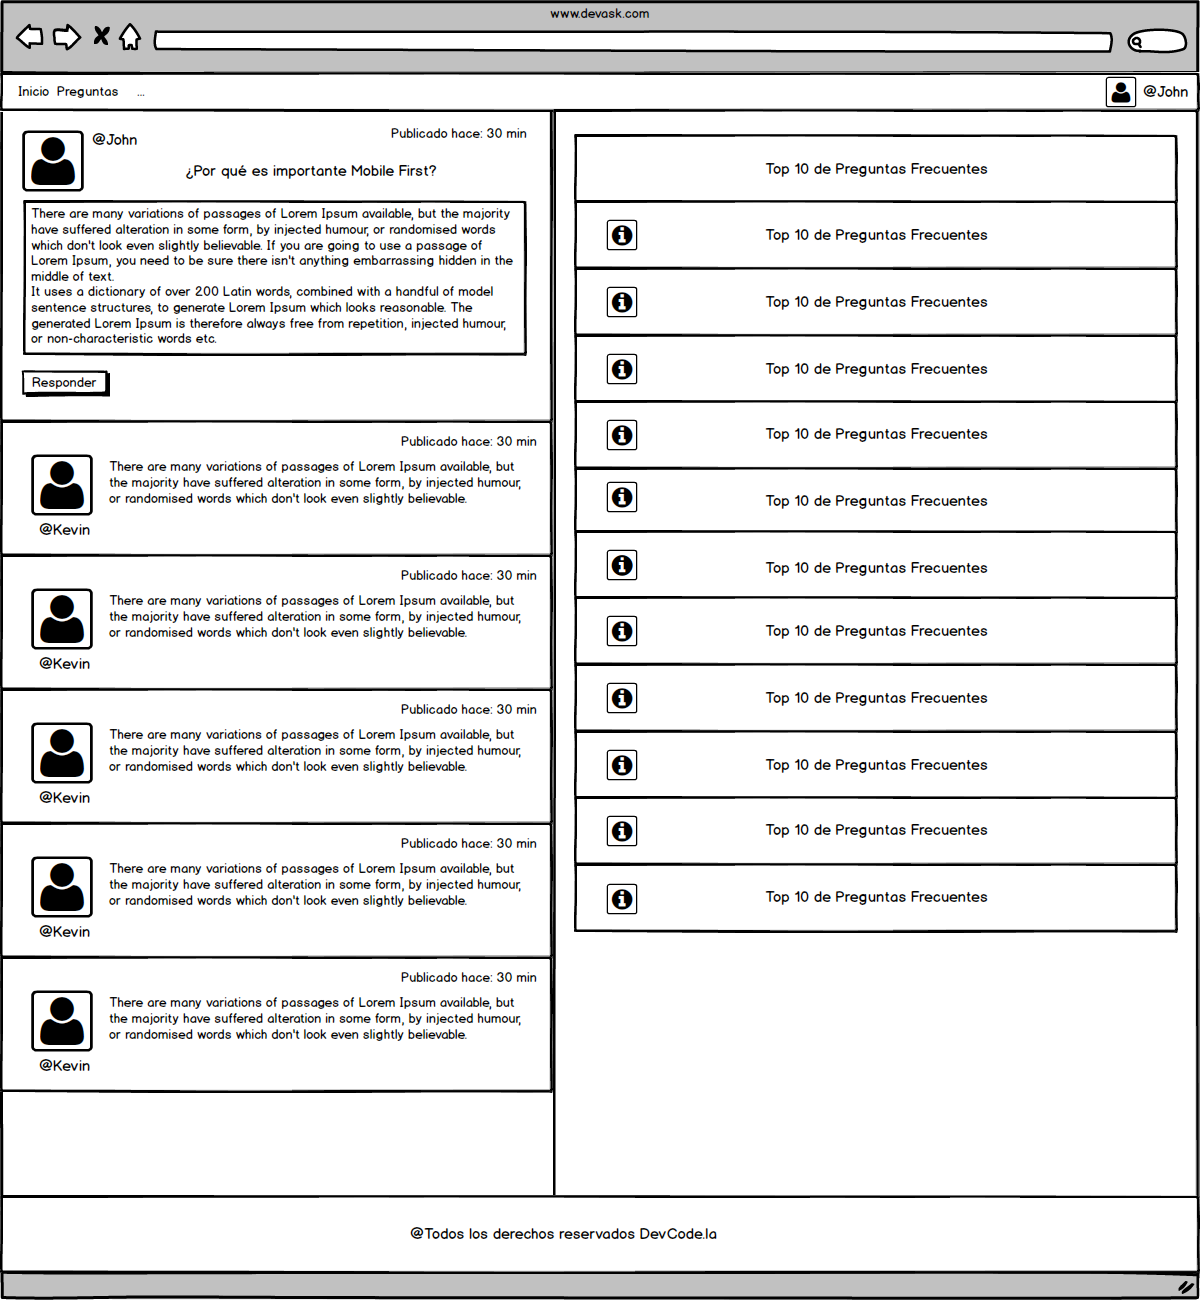 www.devask.com
Inicio Preguntas ...
@John
@John
Publicado hace: 30 min
¿Por qué es importante Mobile First?
There are many variations of passages of Lorem Ipsum available, but the majority
have suffered alteration in some form, by injected humour, or randomised words
which don't look even slightly believable. If you are going to use a passage of
Lorem Ipsum, you need to be sure there isn't anything embarrassing hidden in the
middle of text.
It uses a dictionary of over 200 Latin words, combined with a handful of model
sentence structures, to generate Lorem Ipsum which looks reasonable. The
generated Lorem Ipsum is therefore always free from repetition, injected humour,
or non-characteristic words etc.
Responder
Publicado hace: 30 min
There are many variations of passages of Lorem Ipsum available, but
the majority have suffered alteration in some form, by injected humour,
or randomised words which don't look even slightly believable.
@Kevin
Publicado hace: 30 min
There are many variations of passages of Lorem Ipsum available, but
the majority have suffered alteration in some form, by injected humour,
or randomised words which don't look even slightly believable.
@Kevin
Publicado hace: 30 min
There are many variations of passages of Lorem Ipsum available, but
the majority have suffered alteration in some form, by injected humour,
or randomised words which don't look even slightly believable.
@Kevin
Publicado hace: 30 min
There are many variations of passages of Lorem Ipsum available, but
the majority have suffered alteration in some form, by injected humour,
or randomised words which don't look even slightly believable.
@Kevin
Publicado hace: 30 min
There are many variations of passages of Lorem Ipsum available, but
the majority have suffered alteration in some form, by injected humour,
or randomised words which don't look even slightly believable.
@Kevin
Top 10 de Preguntas Frecuentes
Top 10 de Preguntas Frecuentes
Top 10 de Preguntas Frecuentes
Top 10 de Preguntas Frecuentes
Top 10 de Preguntas Frecuentes
Top 10 de Preguntas Frecuentes
Top 10 de Preguntas Frecuentes
Top 10 de Preguntas Frecuentes
Top 10 de Preguntas Frecuentes
Top 10 de Preguntas Frecuentes
Top 10 de Preguntas Frecuentes
Top 10 de Preguntas Frecuentes
@Todos los derechos reservados DevCode.la